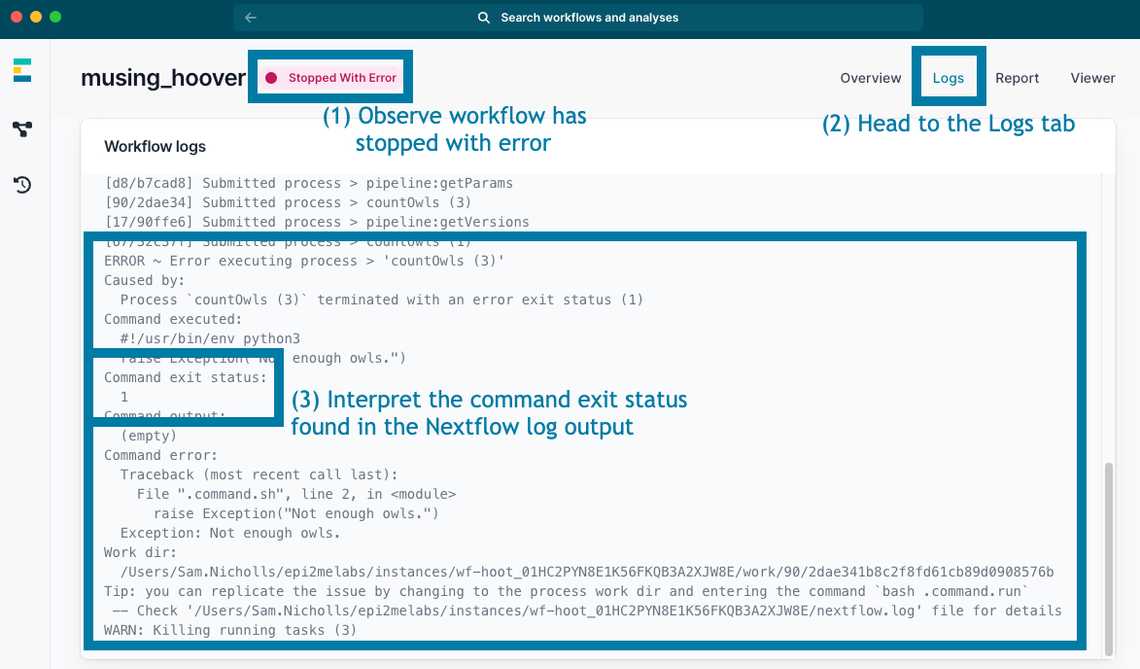 Search workflows and analyses
musing_hoover
Stopped With Error
Overview
Logs
Report
Viewer
(1) Observe workflow has
stopped with error
(2) Head to the Logs tab
Workflow logs
[d8/b7cad8] Submitted process > pipeline:getParams
[90/2dae34] Submitted process > countOwls (3)
[17/90ffe6] Submitted process > pipeline:getVersions
[67/32c37f] Submitted process > countOwls (1)
ERROR ~ Error executing process > 'countOwls (3)'
Caused by:
Process `countOwls (3)` terminated with an error exit status (1)
Command executed:
#!/usr/bin/env python3
raise Exception("Not enough owls.")
Command exit status:
1
(3) Interpret the command exit status
found in the Nextflow log output
Command output:
(empty)
Command error:
Traceback (most recent call last):
File ".command.sh", line 2, in <module>
raise Exception("Not enough owls.")
Exception: Not enough owls.
Work dir:
/Users/Sam.Nicholls/epi2melabs/instances/wf-hoot_01HC2PYN8E1K56FKQB3A2XJW8E/work/90/2dae341b8c2f8fd61cb89d0908576b
Tip: you can replicate the issue by changing to the process work dir and entering the command `bash .command.run`
-- Check '/Users/Sam.Nicholls/epi2melabs/instances/wf-hoot_01HC2PYN8E1K56FKQB3A2XJW8E/nextflow.log' file for details
WARN: Killing running tasks (3)